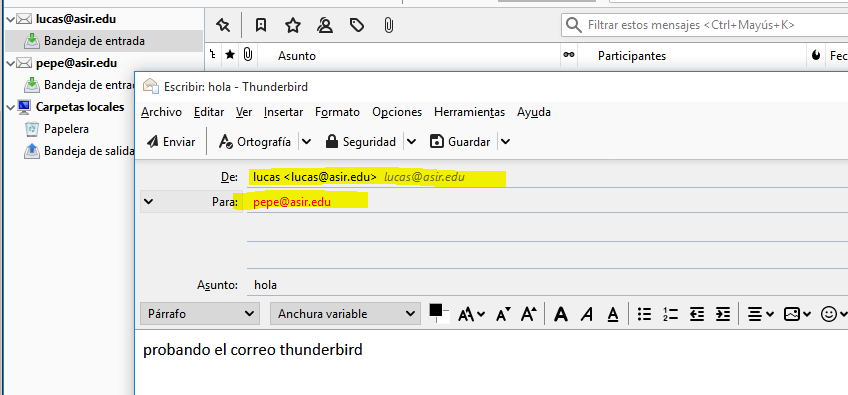 lucas@asir.edu
Bandeja de entrada
pepe@asir.edu
Bandeja de entra
Carpetas locales
Papelera
Bandeja de salida
Filtrar estos mensajes <Ctrl+Mayús+K>
Asunto
Participantes
Fec
Escribir: hola - Thunderbird
Archivo Editar Ver Insertar Formato Opciones Herramientas Ayuda
Enviar Ortografía Seguridad Guardar
De: lucas <lucas@asir.edu> lucas@asir.edu
Para: pepe@asir.edu
Asunto: hola
Párrafo Anchura variable
probando el correo thunderbird